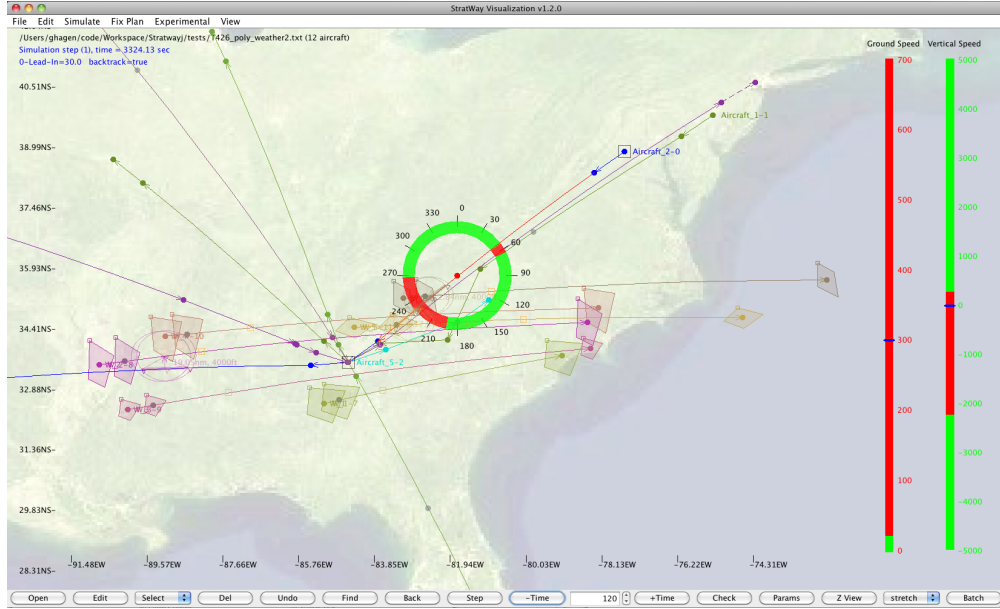 StratWay Visualization v1.2.0
File Edit Simulate Fix Plan Experimental View
/Users/ghagen/code/Workspace/Stratwayj/tests/T426_poly_weather2.txt (12 aircraft)
Simulation step (1), time = 3324.13 sec
0-Lead-In=30.0 backtrack=true
Ground Speed Vertical Speed
700 5000
40.51NS-
4000
Aircraft_1-1
600
38.99NS-
Aircraft_2-0
3000
500
37.46NS-
2000
0
330 30
300 60
400
1000
35.93NS-
270 90
240 120
0
210 150
180
34.41NS-
300
-1000
Aircraft_5-2
32.88NS-
-2000
200
31.36NS-
-3000
100
29.83NS-
-4000
0 -5000
28.31NS-
-91.48EW -89.57EW -87.66EW -85.76EW -83.85EW -81.94EW -80.03EW -78.13EW -76.22EW -74.31EW
Open Edit Select Del Undo Find Back Step -Time 120 +Time Check Params Z View stretch Batch